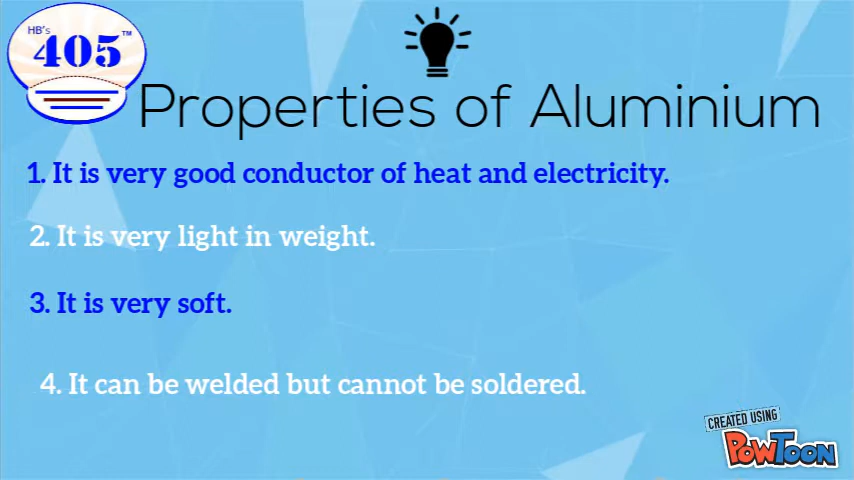 HB's
405™
Properties of Aluminium
1. It is very good conductor of heat and electricity.
2. It is very light in weight.
3. It is very soft.
4. It can be welded but cannot be soldered.
CREATED USING
POWTOON